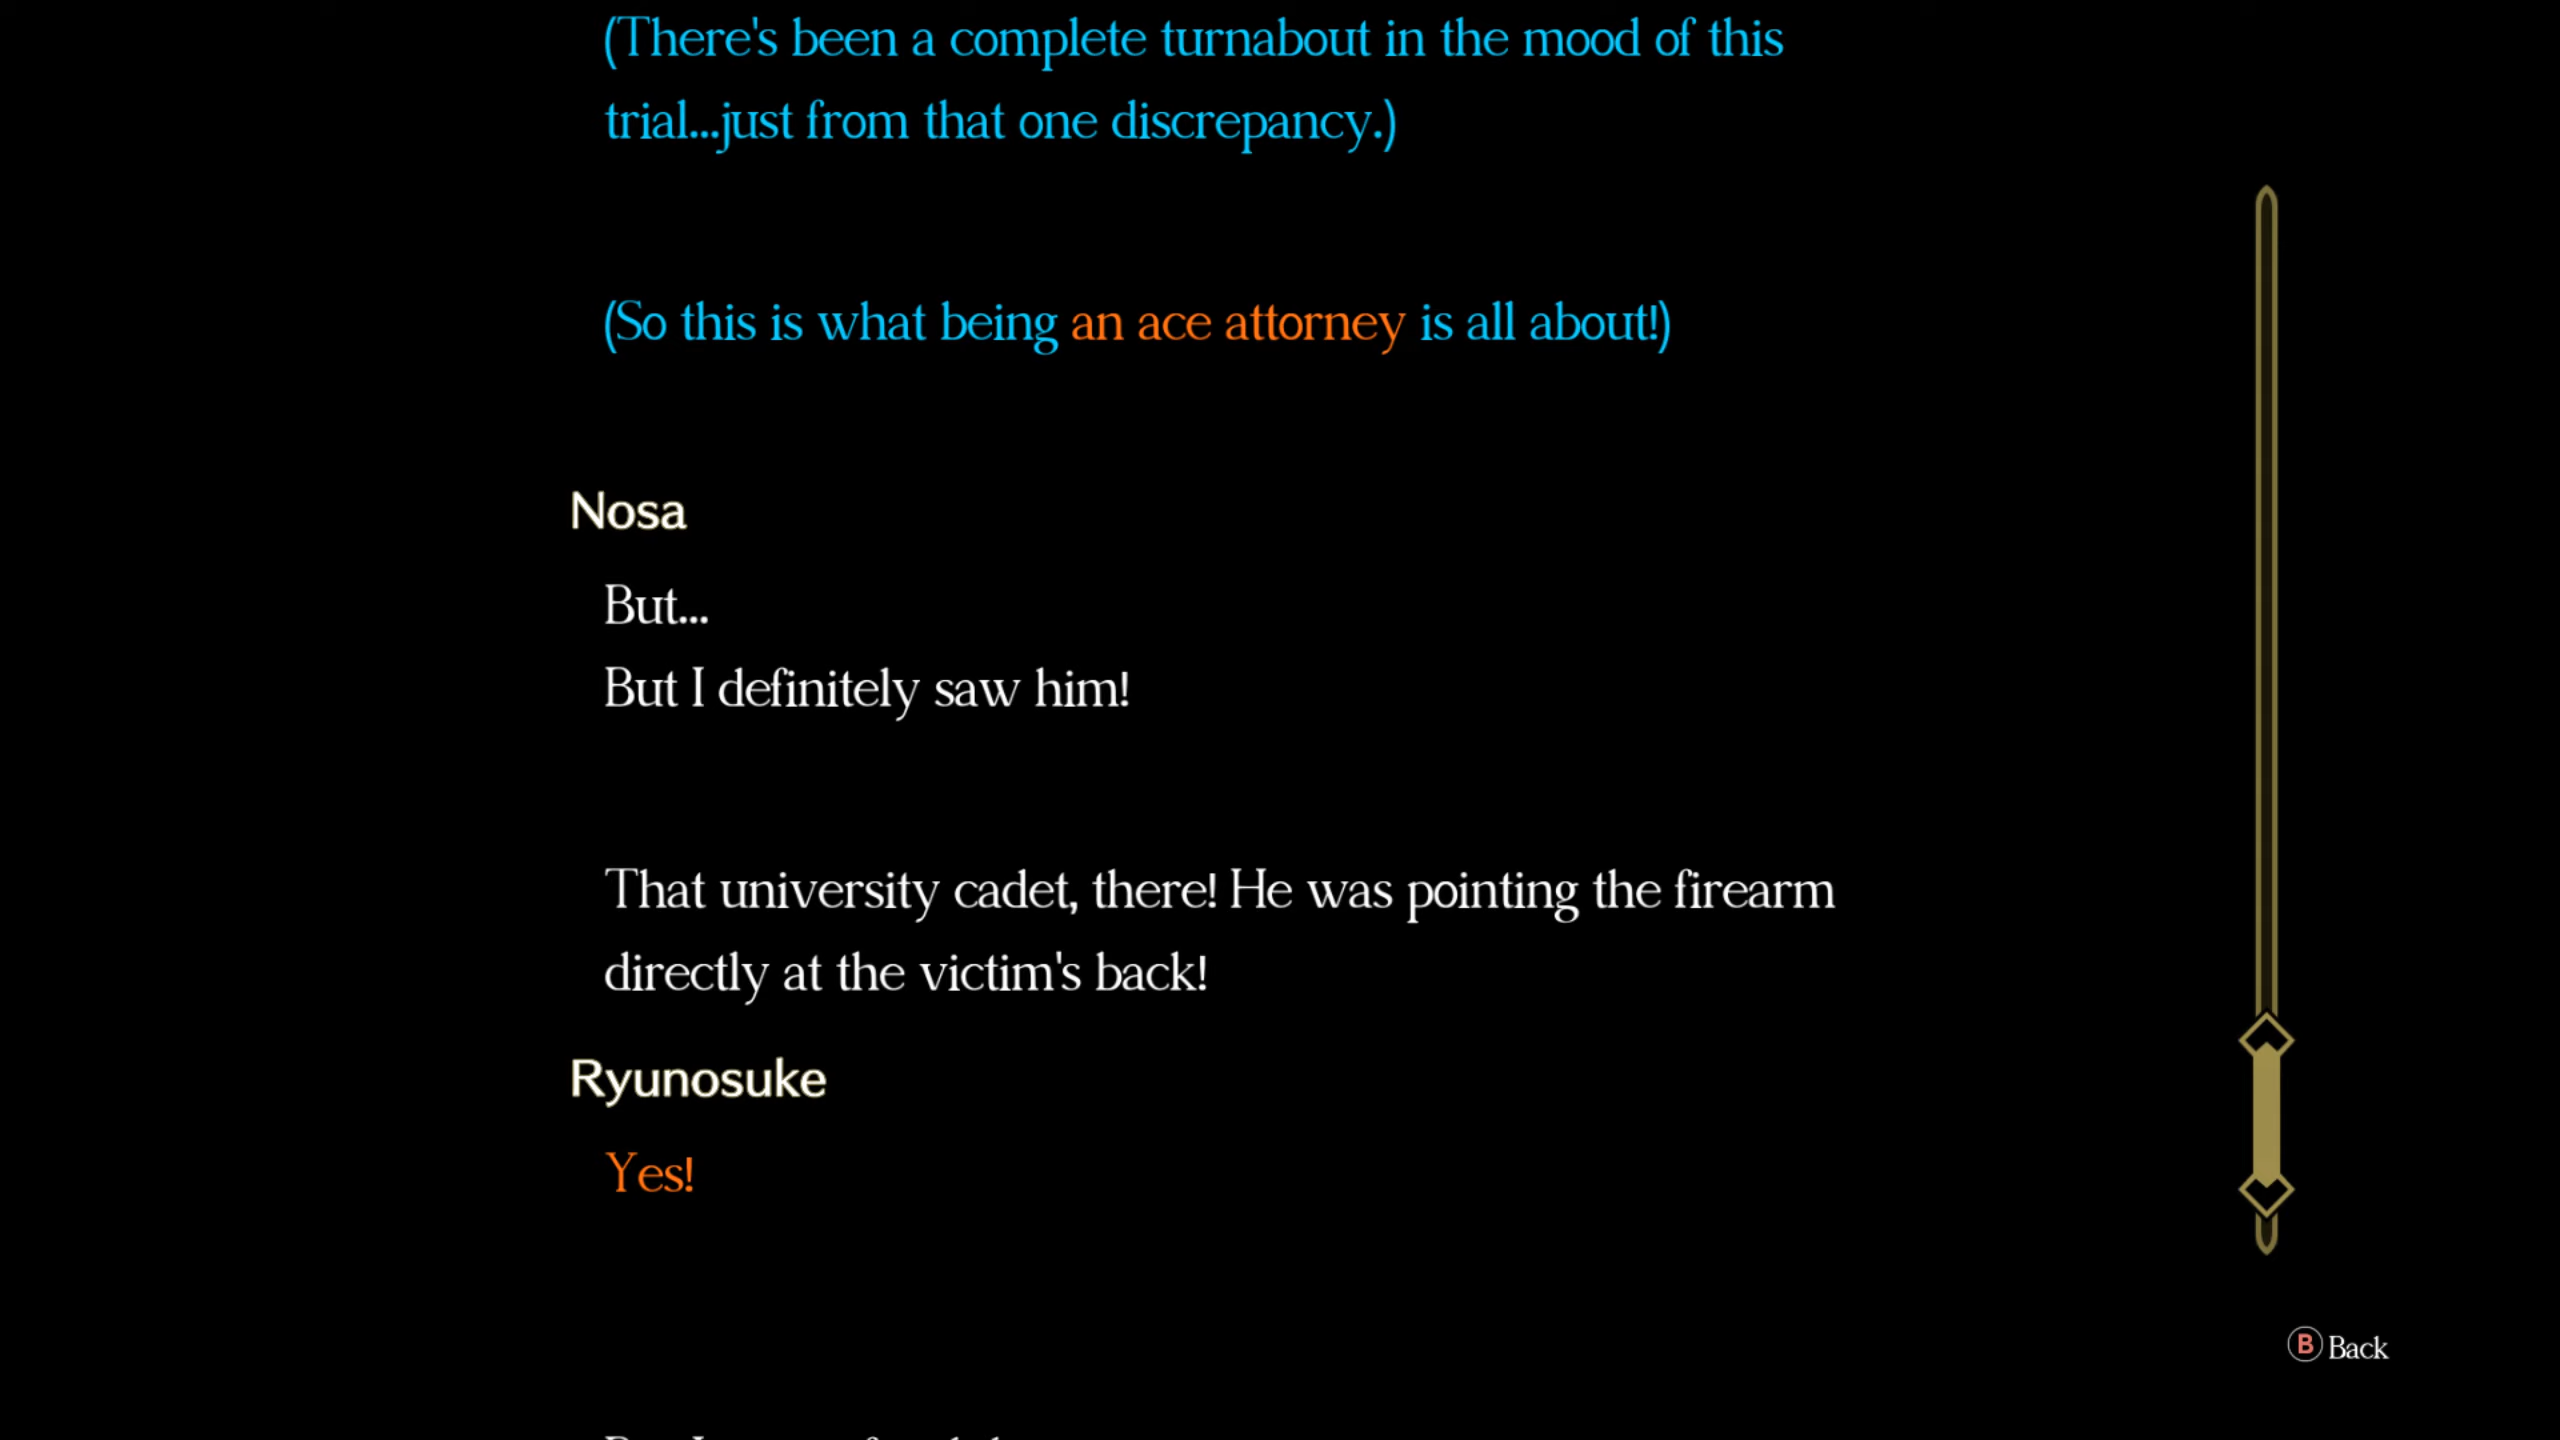 (There's been a complete turnabout in the mood of this
trial...just from that one discrepancy.)
(So this is what being an ace attorney is all about!)
Nosa
But...
But I definitely saw him!
That university cadet, there! He was pointing the firearm
directly at the victim's back!
Ryunosuke
Yes!
B Back